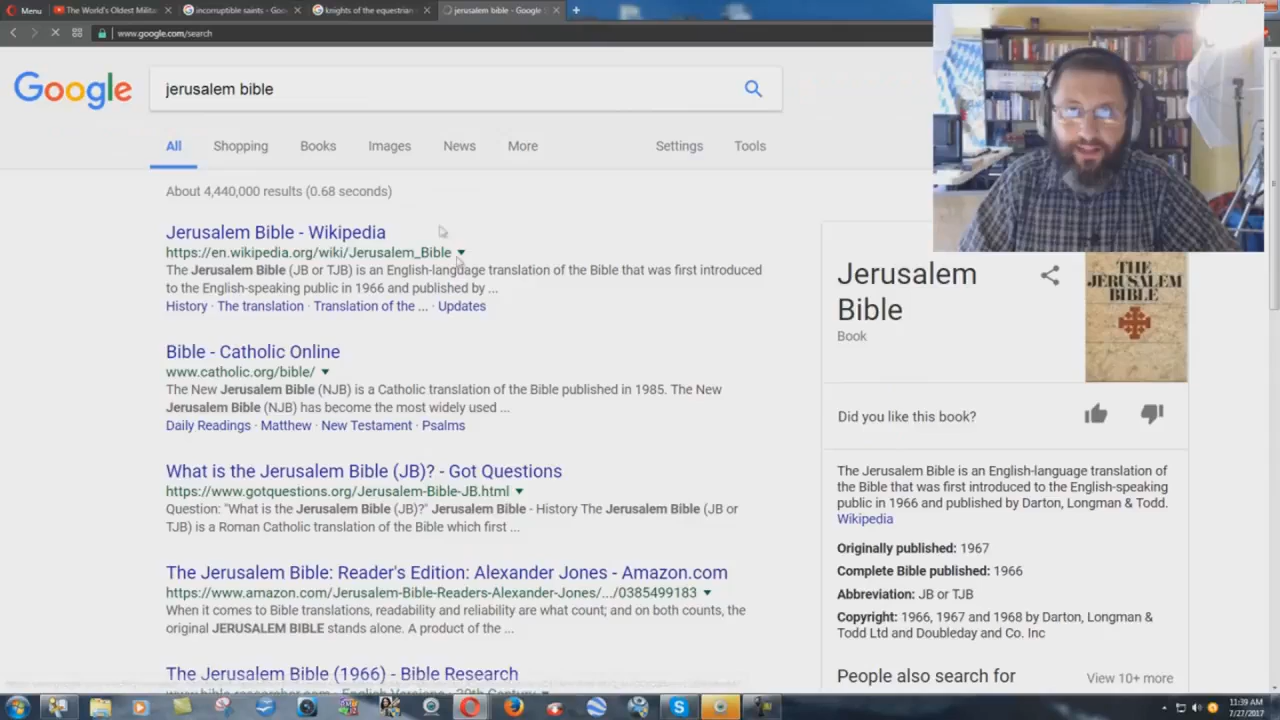 Menu
The World's Oldest Milita
incorruptible saints - Goo
knights of the equestrian
jerusalem bible - Google
www.google.com/search
Google
jerusalem bible
All
Shopping
Books
Images
News
More
Settings
Tools
About 4,440,000 results (0.68 seconds)
Jerusalem Bible - Wikipedia
https://en.wikipedia.org/wiki/Jerusalem_Bible
The Jerusalem Bible (JB or TJB) is an English-language translation of the Bible that was first introduced
to the English-speaking public in 1966 and published by ...
History · The translation · Translation of the ... · Updates
Bible - Catholic Online
www.catholic.org/bible/
The New Jerusalem Bible (NJB) is a Catholic translation of the Bible published in 1985. The New
Jerusalem Bible (NJB) has become the most widely used ...
Daily Readings · Matthew · New Testament · Psalms
What is the Jerusalem Bible (JB)? - Got Questions
https://www.gotquestions.org/Jerusalem-Bible-JB.html
Question: "What is the Jerusalem Bible (JB)?" Jerusalem Bible - History The Jerusalem Bible (JB or
TJB) is a Roman Catholic translation of the Bible which first ...
The Jerusalem Bible: Reader's Edition: Alexander Jones - Amazon.com
https://www.amazon.com/Jerusalem-Bible-Readers-Alexander-Jones/.../0385499183
When it comes to Bible translations, readability and reliability are what count; and on both counts, the
original JERUSALEM BIBLE stands alone. A product of the ...
The Jerusalem Bible (1966) - Bible Research
Jerusalem
Bible
Book
THE
JERUSALEM
BIBLE
Did you like this book?
The Jerusalem Bible is an English-language translation of
the Bible that was first introduced to the English-speaking
public in 1966 and published by Darton, Longman & Todd.
Wikipedia
Originally published: 1967
Complete Bible published: 1966
Abbreviation: JB or TJB
Copyright: 1966, 1967 and 1968 by Darton, Longman &
Todd Ltd and Doubleday and Co. Inc
People also search for
View 10+ more
11:39 AM
7/27/2017